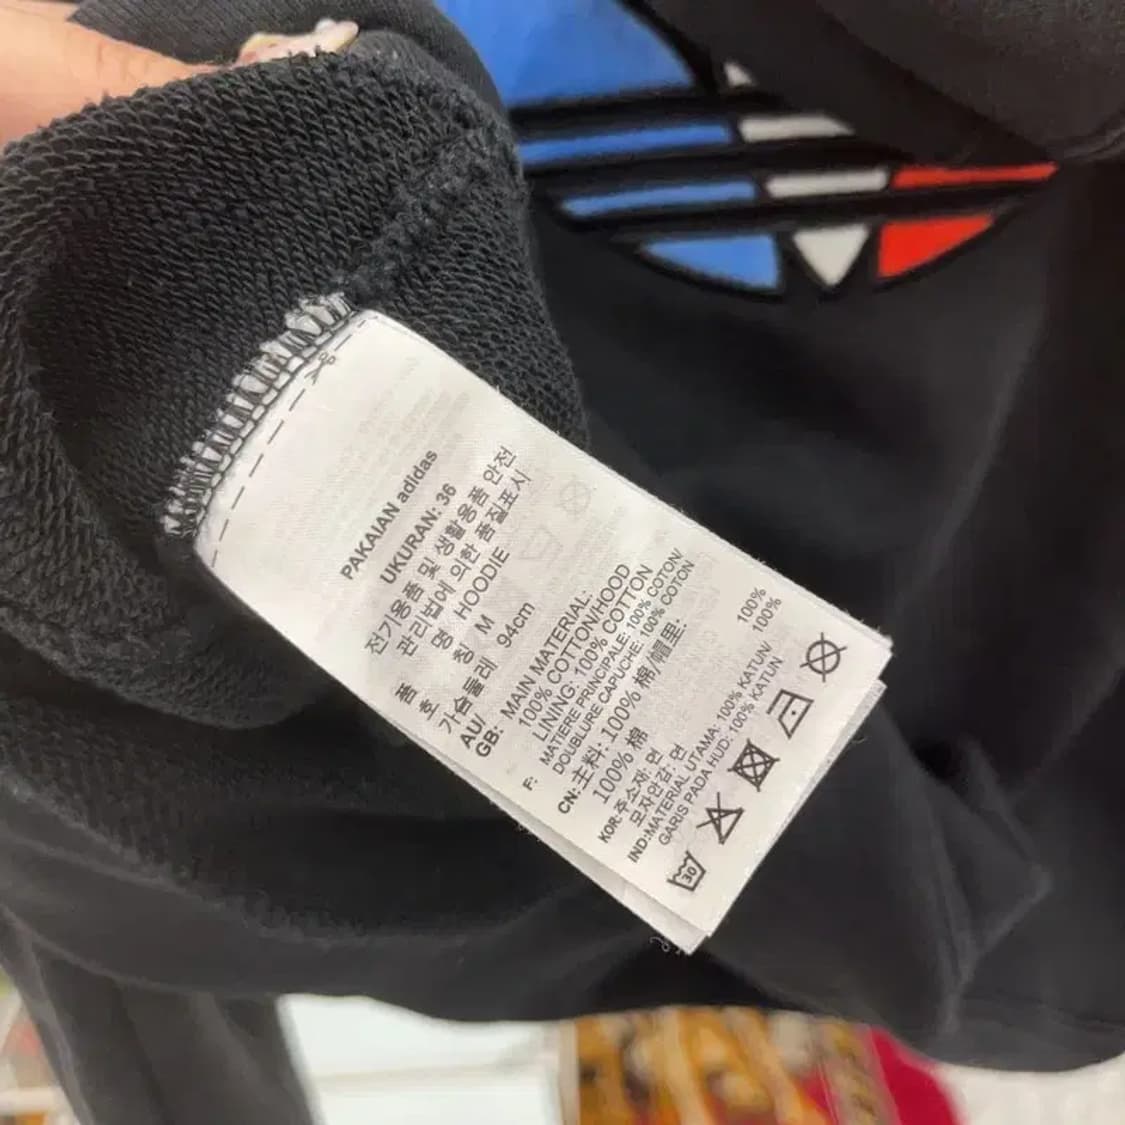 PAKAIAN adidas
UKURAN: 36
전기용품 및 생활용품 안전
관리법에 의한 품질표시
품 명 HOODIE
호 칭 M
가슴둘레 94cm
AU/
GB: MAIN MATERIAL:
100% COTTON/HOOD
LINING: 100% COTTON
F: MATIERE PRINCIPALE: 100% COTON/
DOUBLURE CAPUCHE: 100% COTON
CN: 主料: 100% 棉/帽里:
100% 棉
KOR: 주소재: 면 100%
모자안감: 면 100%
IND:MATERIAL UTAMA: 100% KATUN/
GARIS PADA HUD: 100% KATUN
30